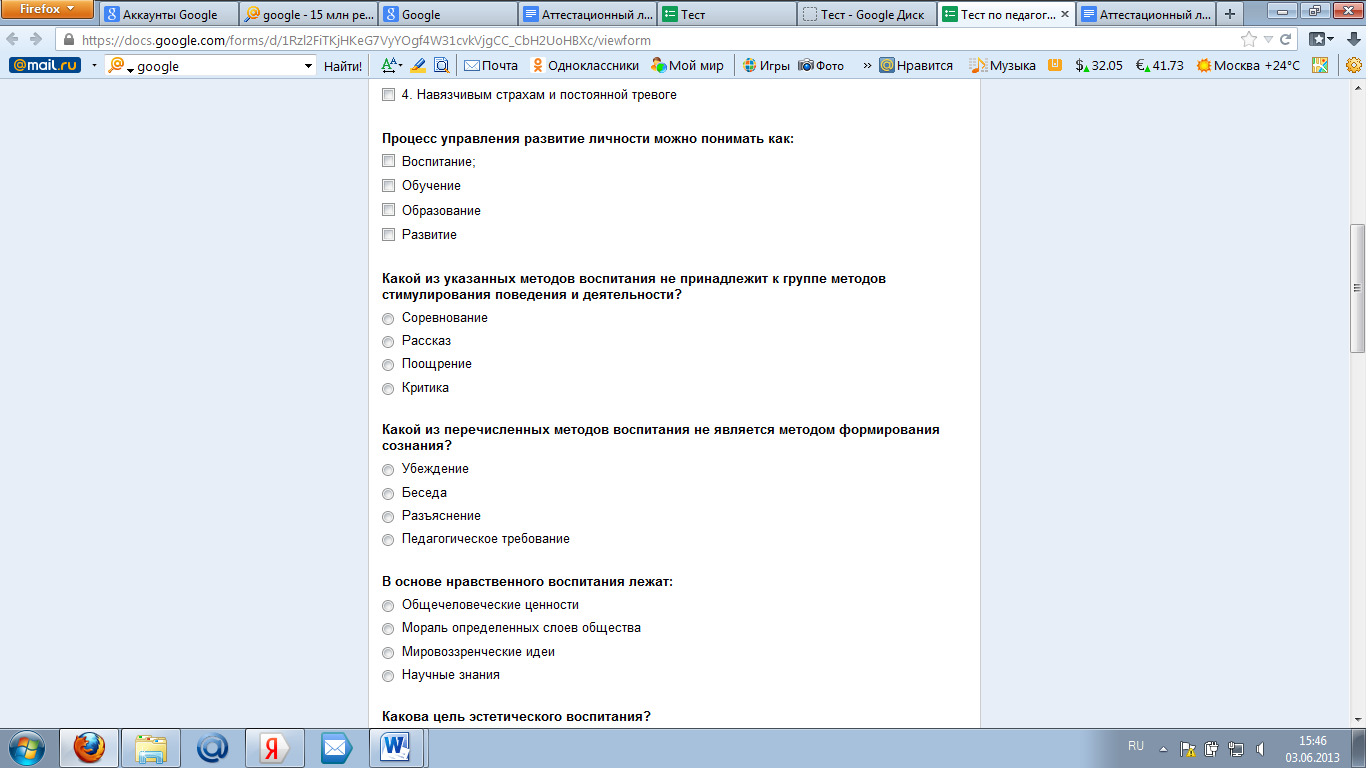 Firefox
Аккаунты Google
google - 15 млн ре...
Google
Аттестационный л...
Тест
Тест - Google Диск
Тест по педагог...
Аттестационный л...
https://docs.google.com/forms/d/1Rzl2FiTKjHKeG7VyYOgf4W31cvkVjgCC_CbH2UoHBXc/viewform
@mail.ru google Найти! Почта Одноклассники Мой мир Игры Фото » Нравится Музыка $▲32.05 €▲41.73 Москва +24°C
4. Навязчивым страхам и постоянной тревоге
Процесс управления развитие личности можно понимать как:
Воспитание;
Обучение
Образование
Развитие
Какой из указанных методов воспитания не принадлежит к группе методов
стимулирования поведения и деятельности?
Соревнование
Рассказ
Поощрение
Критика
Какой из перечисленных методов воспитания не является методом формирования
сознания?
Убеждение
Беседа
Разъяснение
Педагогическое требование
В основе нравственного воспитания лежат:
Общечеловеческие ценности
Мораль определенных слоев общества
Мировоззренческие идеи
Научные знания
Какова цель эстетического воспитания?
RU
15:46
03.06.2013